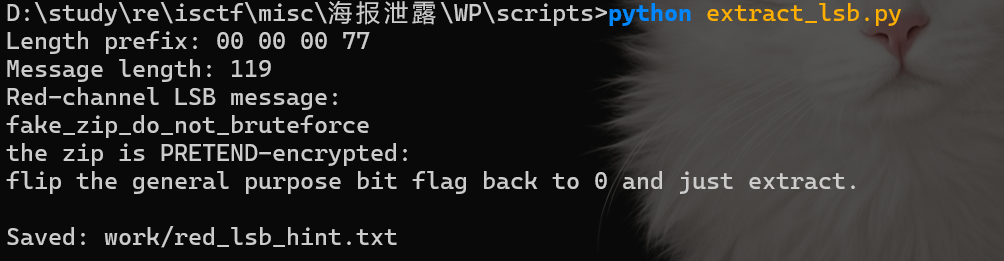 D:\study\re\isctf\misc\海报泄露\WP\scripts>python extract_lsb.py
Length prefix: 00 00 00 77
Message length: 119
Red-channel LSB message:
fake_zip_do_not_bruteforce
the zip is PRETEND-encrypted:
flip the general purpose bit flag back to 0 and just extract.
Saved: work/red_lsb_hint.txt